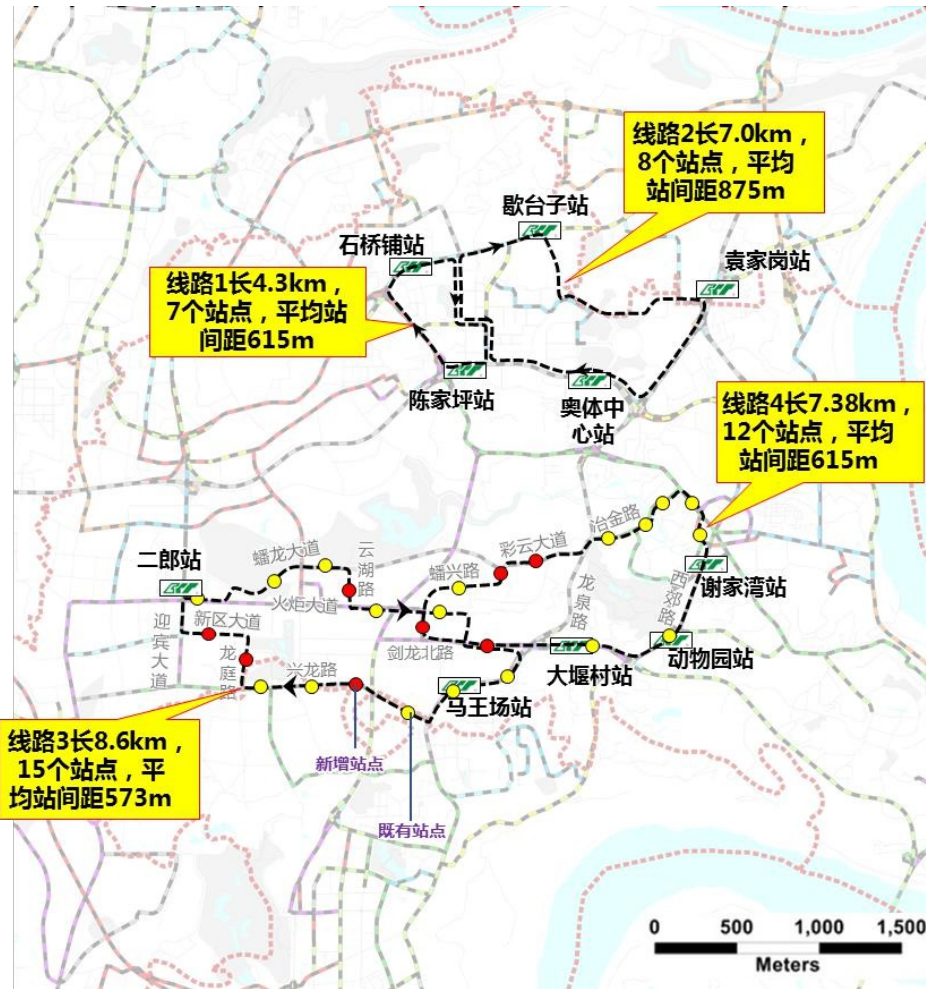 线路2长7.0km，
8个站点，平均
站间距875m
歇台子站
石桥铺站
袁家岗站
线路1长4.3km，
7个站点，平均站
间距615m
陈家坪站
奥体中
心站
线路4长7.38km，
12个站点，平均
站间距615m
冶金路
彩云大道
蟠龙大道
云湖路
二郎站
蟠兴路
龙泉路
西郊路
谢家湾站
火炬大道
迎宾大道
新区大道
剑龙北路
动物园站
大堰村站
龙庭路
兴龙路
马王场站
线路3长8.6km，
15个站点，平
均站间距573m
新增站点
既有站点
0 500 1,000 1,500
Meters